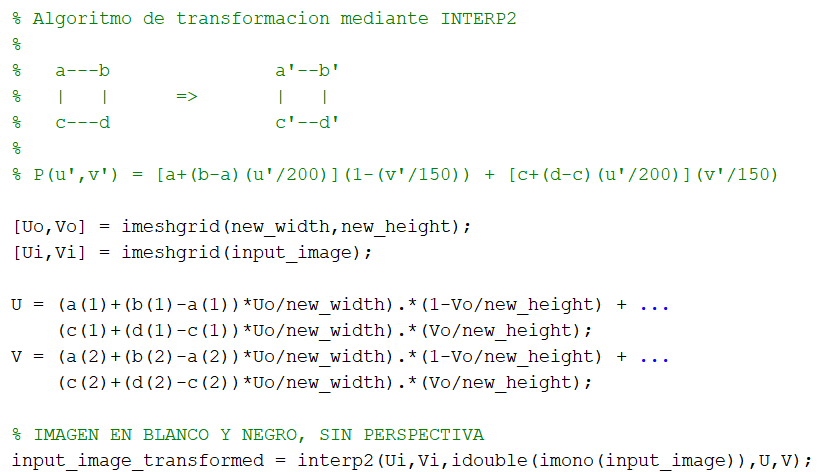 % Algoritmo de transformacion mediante INTERP2
%
%   a---b               a'--b'
%   |   |      =>       |   |
%   c---d               c'--d'
%
% P(u',v') = [a+(b-a)(u'/200)](1-(v'/150)) + [c+(d-c)(u'/200)](v'/150)
[Uo,Vo] = imeshgrid(new_width,new_height);
[Ui,Vi] = imeshgrid(input_image);
U = (a(1)+(b(1)-a(1))*Uo/new_width).*(1-Vo/new_height) + ...
    (c(1)+(d(1)-c(1))*Uo/new_width).*(Vo/new_height);
V = (a(2)+(b(2)-a(2))*Uo/new_width).*(1-Vo/new_height) + ...
    (c(2)+(d(2)-c(2))*Uo/new_width).*(Vo/new_height);
% IMAGEN EN BLANCO Y NEGRO, SIN PERSPECTIVA
input_image_transformed = interp2(Ui,Vi,idouble(imono(input_image)),U,V);